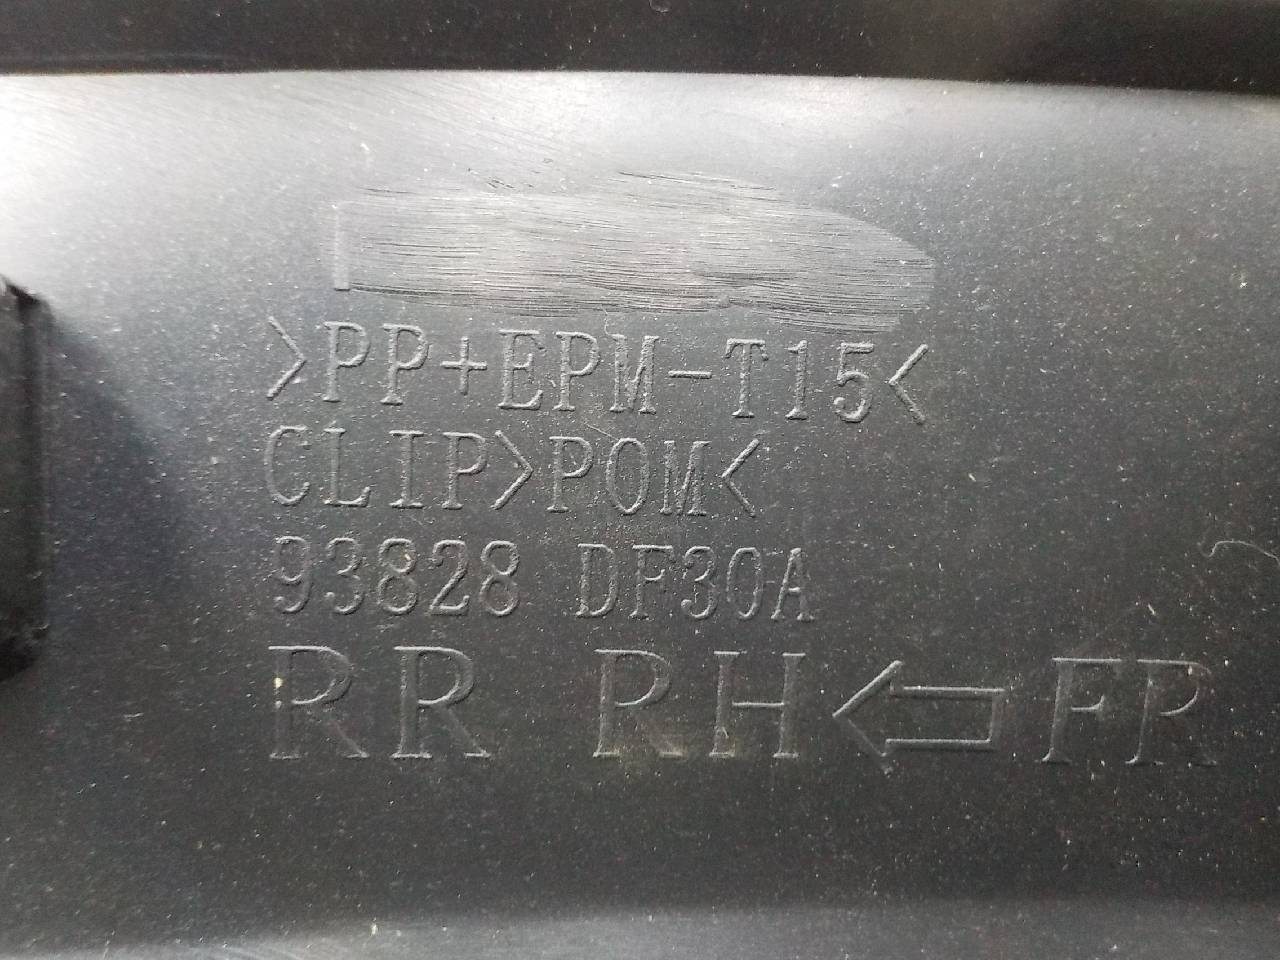 >PP+EPM-T15<
CLIP>POM<
93828 DF30A
RR RH FR